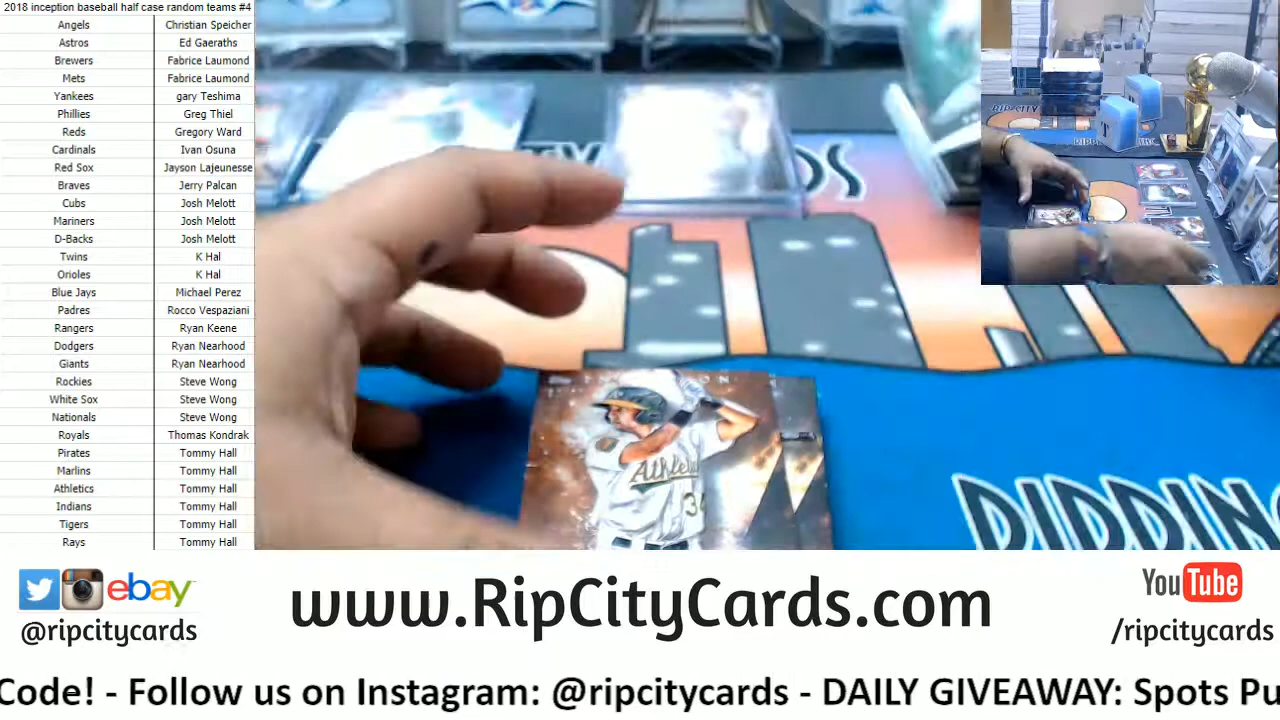 2018 inception baseball half case random teams #4
Angels Christian Speicher
Astros Ed Gaeraths
Brewers Fabrice Laumond
Mets Fabrice Laumond
Yankees gary Teshima
Phillies Greg Thiel
Reds Gregory Ward
Cardinals Ivan Osuna
Red Sox Jayson Lajeunesse
Braves Jerry Palcan
Cubs Josh Melott
Mariners Josh Melott
D-Backs Josh Melott
Twins K Hal
Orioles K Hal
Blue Jays Michael Perez
Padres Rocco Vespaziani
Rangers Ryan Keene
Dodgers Ryan Nearhood
Giants Ryan Nearhood
Rockies Steve Wong
White Sox Steve Wong
Nationals Steve Wong
Royals Thomas Kondrak
Pirates Tommy Hall
Marlins Tommy Hall
Athletics Tommy Hall
Indians Tommy Hall
Tigers Tommy Hall
Rays Tommy Hall
RIP CITY
Athletics
34
RIPPING
ebay
@ripcitycards
www.RipCityCards.com
YouTube
/ripcitycards
Code! - Follow us on Instagram: @ripcitycards - DAILY GIVEAWAY: Spots Pu